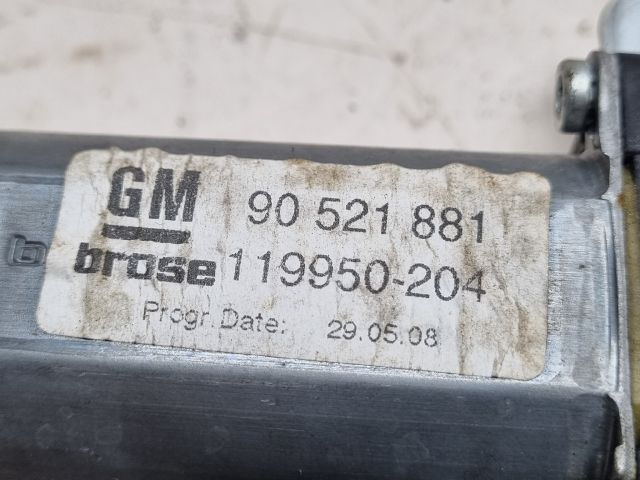 GM 90 521 881
brose 119950-204
Progr. Date: 29.05.08
b